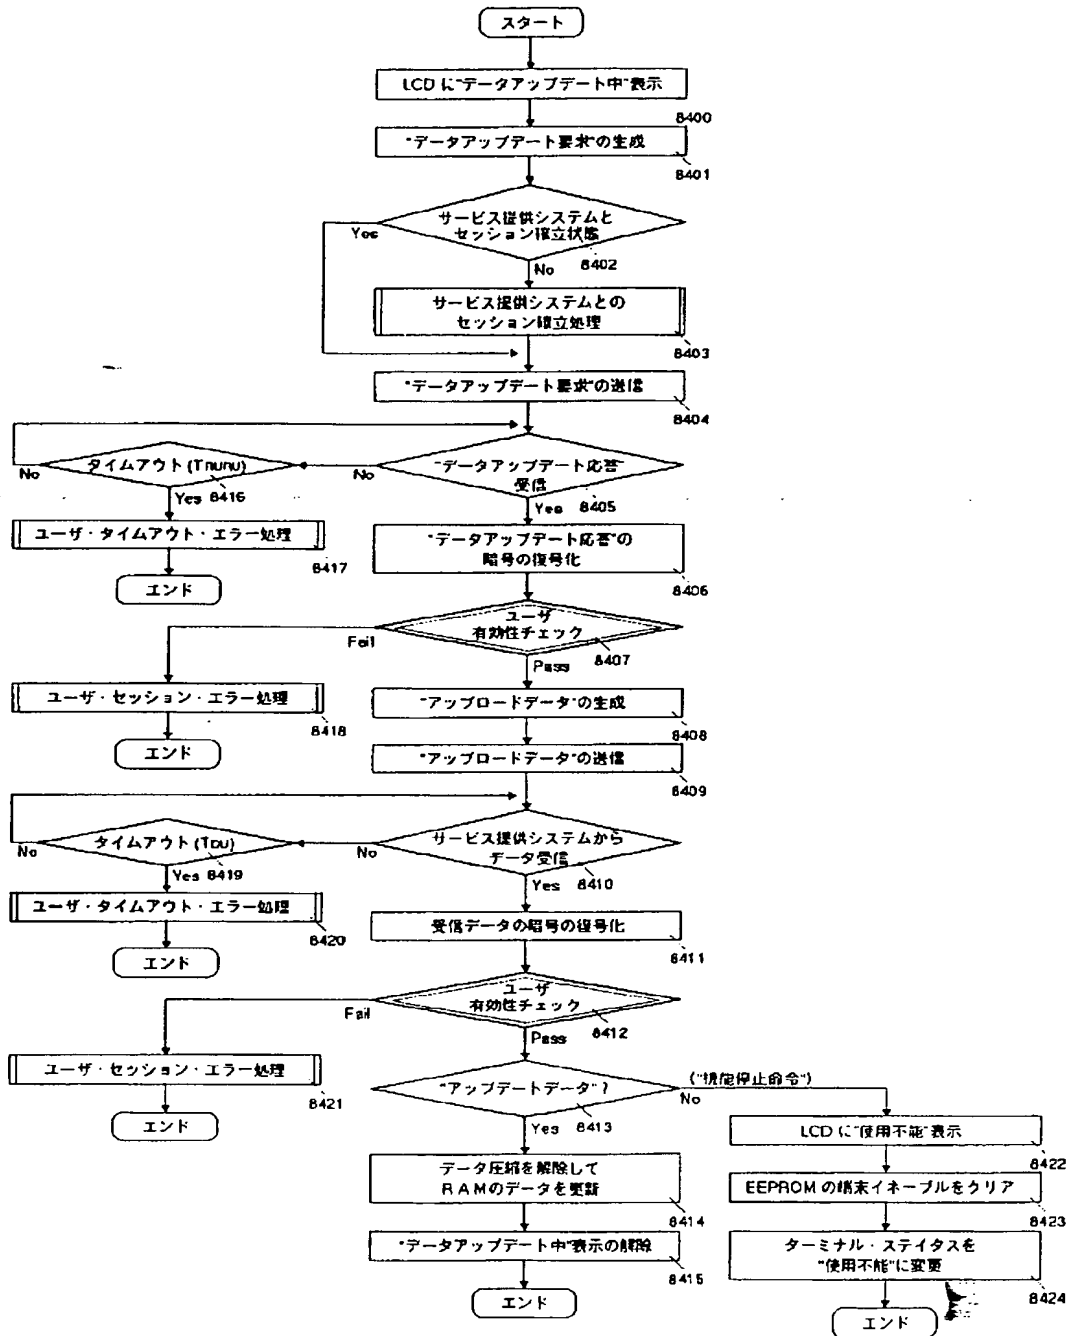 スタート
LCD に"データアップデート中"表示
8400
"データアップデート要求"の生成
8401
サービス提供システムと
セッション確立状態
Yes
8402
No
サービス提供システムとの
セッション確立処理
8403
"データアップデート要求"の送信
8404
タイムアウト (TNUNU)
No
No
"データアップデート応答"
受信
Yes 8416
8405
Yes
ユーザ・タイムアウト・エラー処理
8417
エンド
"データアップデート応答"の
暗号の復号化
8406
ユーザ
有効性チェック
Fail
8407
Pass
ユーザ・セッション・エラー処理
8418
エンド
"アップロードデータ"の生成
8408
"アップロードデータ"の送信
8409
タイムアウト (TDU)
No
No
サービス提供システムから
データ受信
Yes 8419
8410
Yes
ユーザ・タイムアウト・エラー処理
8420
エンド
受信データの暗号の復号化
8411
ユーザ
有効性チェック
Fail
8412
Pass
ユーザ・セッション・エラー処理
8421
エンド
"アップデートデータ"?
8413
("機能停止命令")
No
Yes
LCD に"使用不能"表示
8422
データ圧縮を解除して
RAMのデータを更新
8414
EEPROM の端末イネーブルをクリア
8423
"データアップデート中"表示の解除
8415
ターミナル・ステイタスを
"使用不能"に変更
8424
エンド
エンド